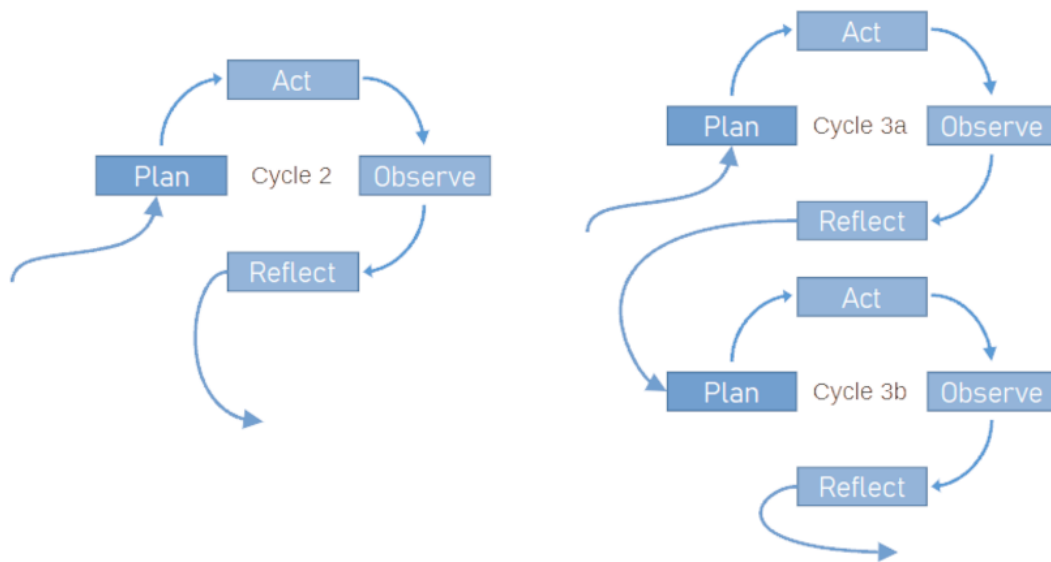 Act
Plan
Cycle 2
Observe
Reflect
Act
Plan
Cycle 3a
Observe
Reflect
Act
Plan
Cycle 3b
Observe
Reflect